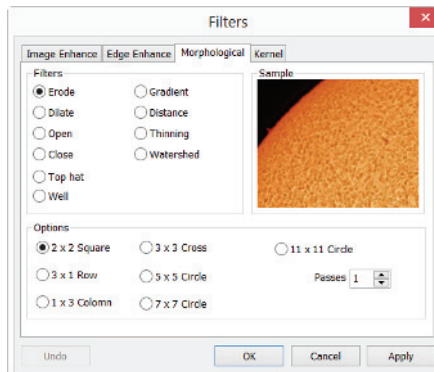 Filters
Image Enhance Edge Enhance Morphological Kernel
Filters
Sample
Erode Gradient
Dilate Distance
Open Thinning
Close Watershed
Top hat
Well
Options
2 x 2 Square 3 x 3 Cross 11 x 11 Circle
3 x 1 Row 5 x 5 Circle Passes 1
1 x 3 Colomn 7 x 7 Circle
Undo OK Cancel Apply